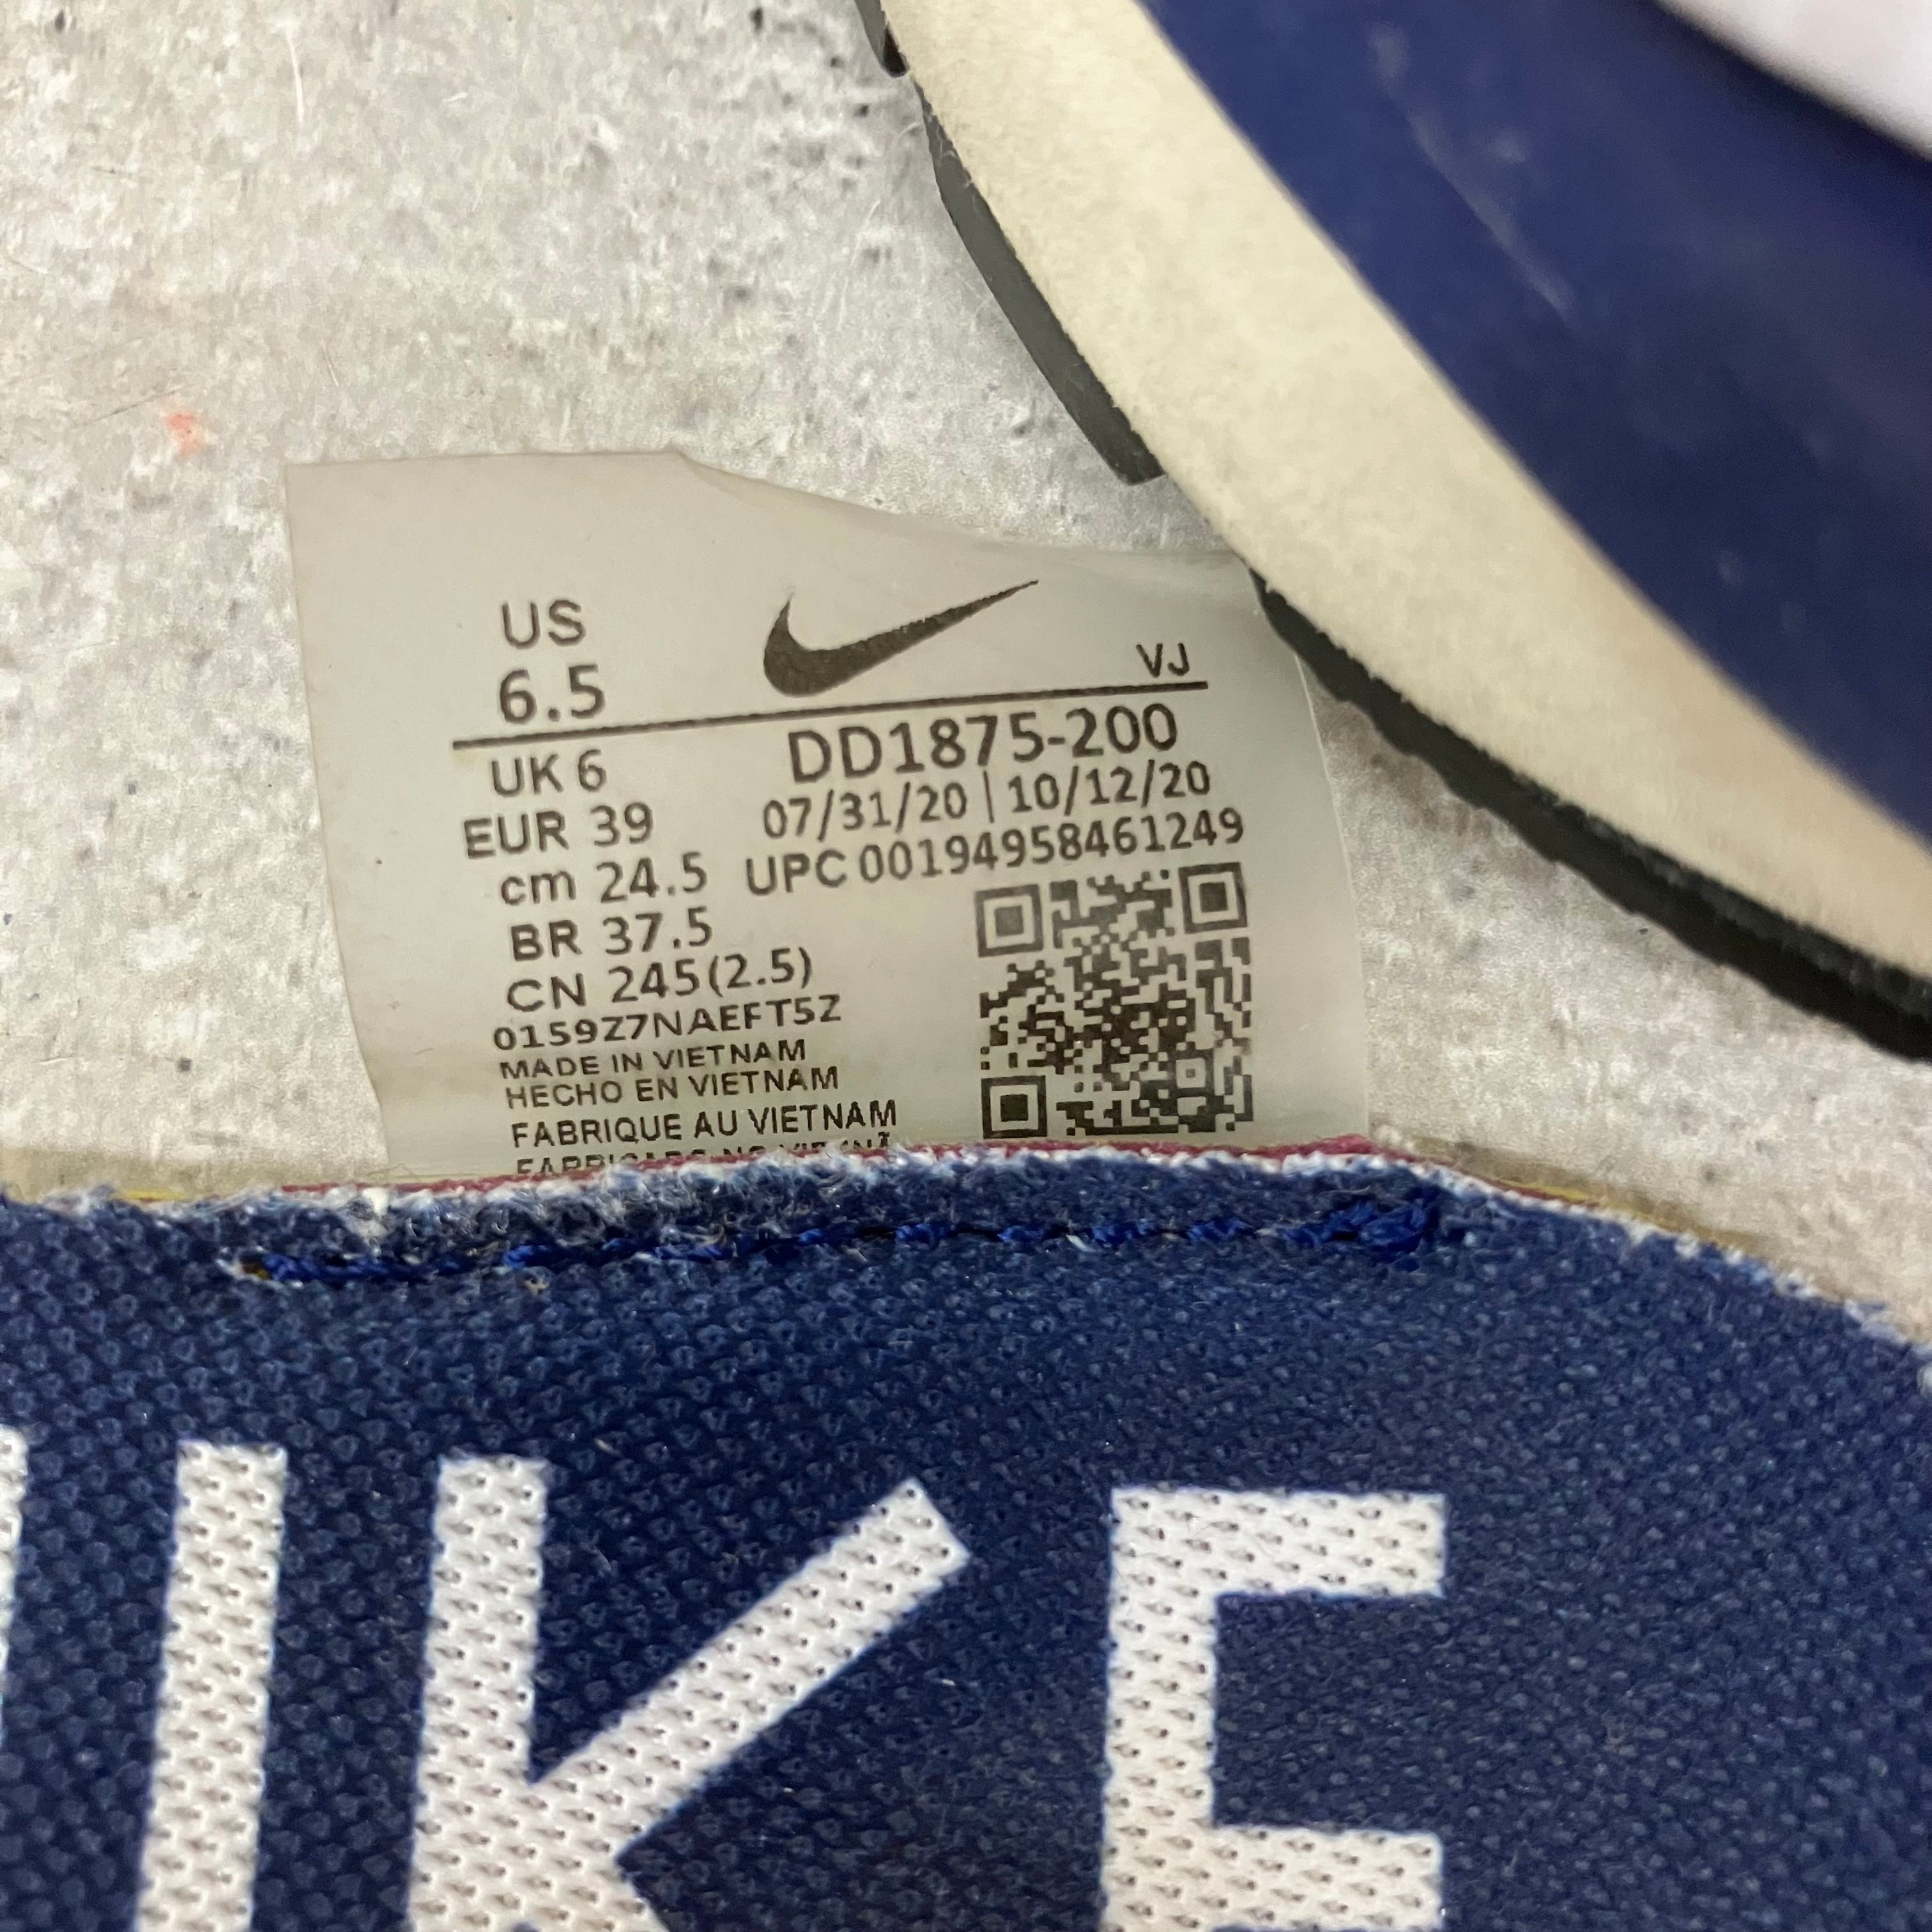 US
6.5
VJ
UK 6
DD1875-200
EUR 39
07/31/20 | 10/12/20
cm 24.5
UPC 00194958461249
BR 37.5
CN 245(2.5)
0159Z7NAEFT5Z
MADE IN VIETNAM
HECHO EN VIETNAM
FABRIQUE AU VIETNAM
NIKE